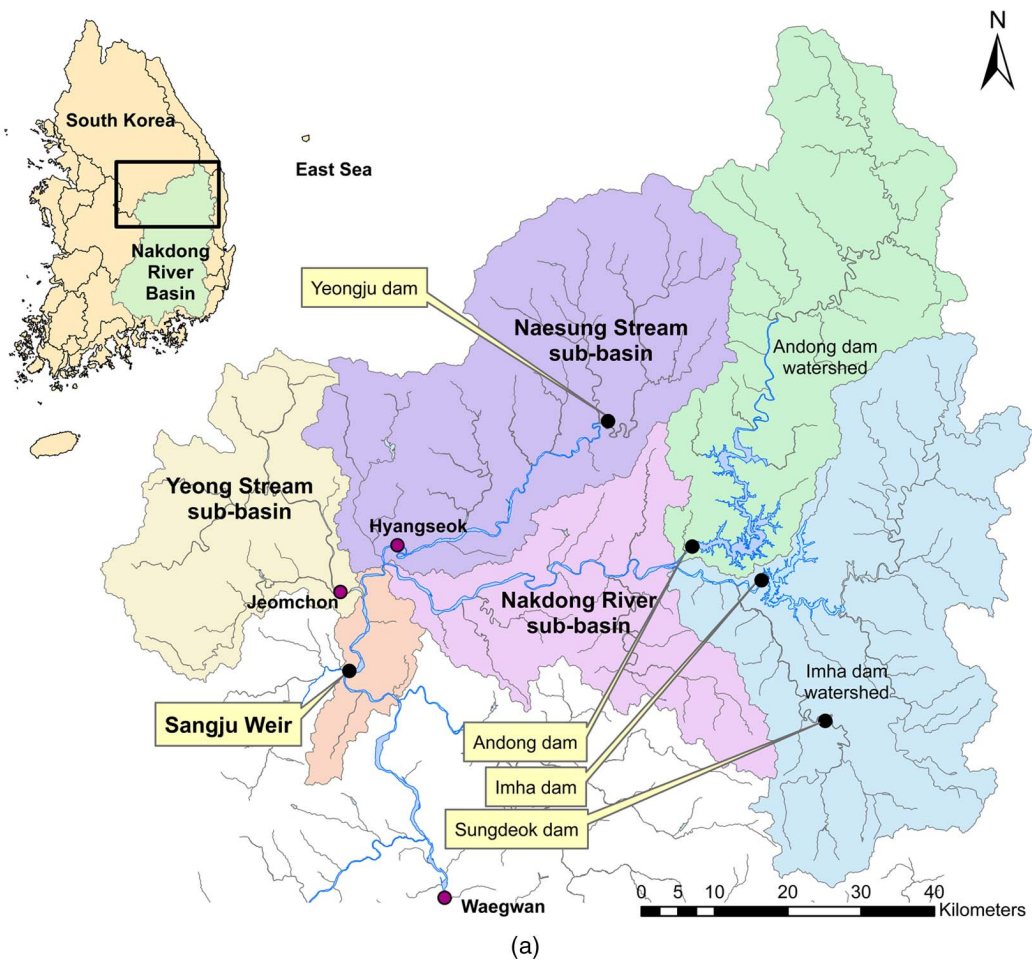 N
South Korea
East Sea
Nakdong
River
Basin
Yeongju dam
Naesung Stream
sub-basin
Andong dam
watershed
Yeong Stream
sub-basin
Hyangseok
Jeomchon
Nakdong River
sub-basin
Imha dam
watershed
Sangju Weir
Andong dam
Imha dam
Sungdeok dam
0 5 10 20 30 40
Kilometers
Waegwan
(a)